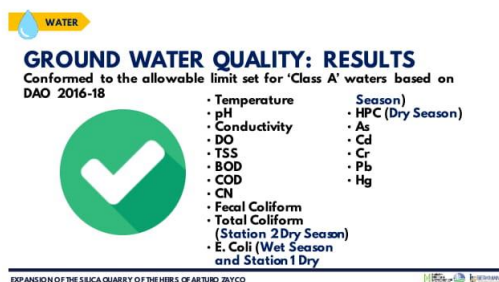 WATER
GROUND WATER QUALITY: RESULTS
Conformed to the allowable limit set for ‘Class A’ waters based on
DAO 2016-18
• Temperature
• pH
• Conductivity
• DO
• TSS
• BOD
• COD
• CN
• Fecal Coliform
• Total Coliform
(Station 2 Dry Season)
• E. Coli (Wet Season
and Station 1 Dry
Season)
• HPC (Dry Season)
• As
• Cd
• Cr
• Pb
• Hg
EXPANSION OF THE SILICA QUARRY OF THE HEIRS OF ARTURO ZAYCO